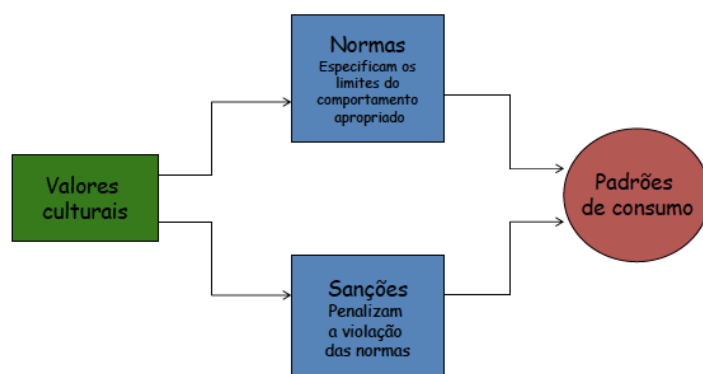 Normas
Especificam os
limites do
comportamento
apropriado
Valores
culturais
Padrões
de consumo
Sanções
Penalizam
a violação
das normas